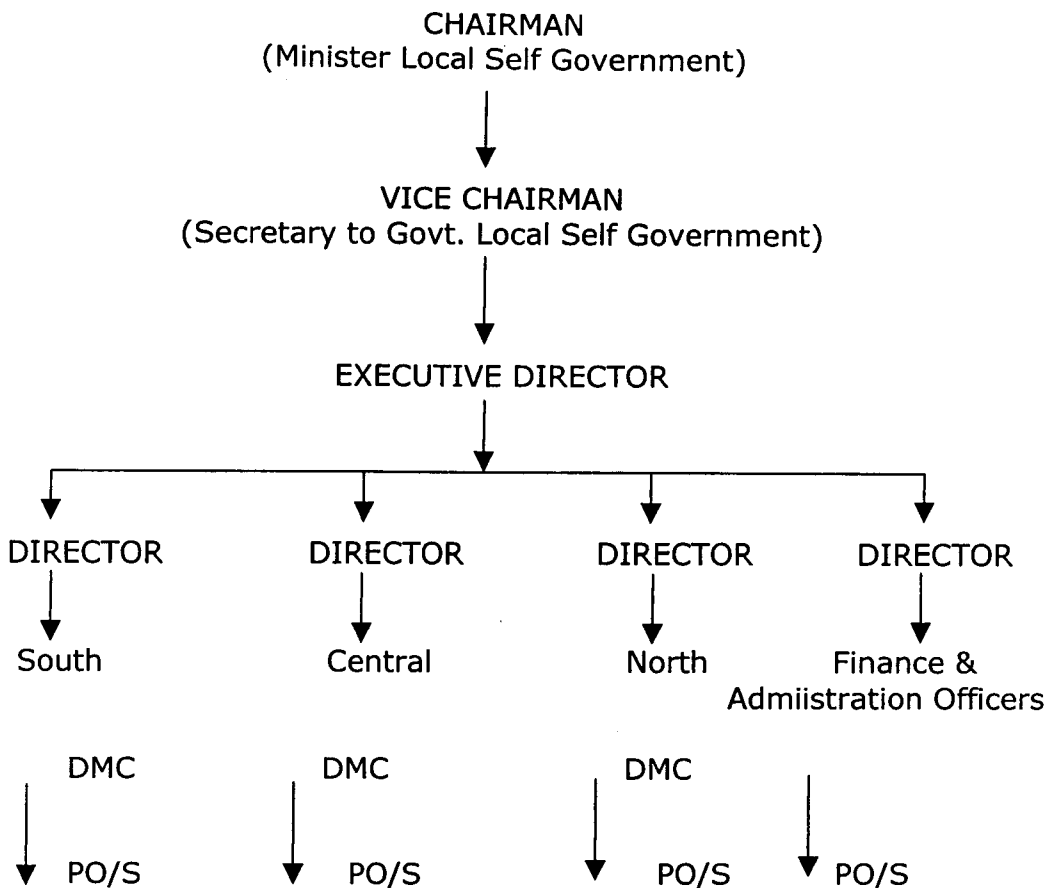 CHAIRMAN
(Minister Local Self Government)
VICE CHAIRMAN
(Secretary to Govt. Local Self Government)
EXECUTIVE DIRECTOR
DIRECTOR DIRECTOR DIRECTOR DIRECTOR
South Central North Finance &
Admiistration Officers
DMC DMC DMC
PO/S PO/S PO/S PO/S